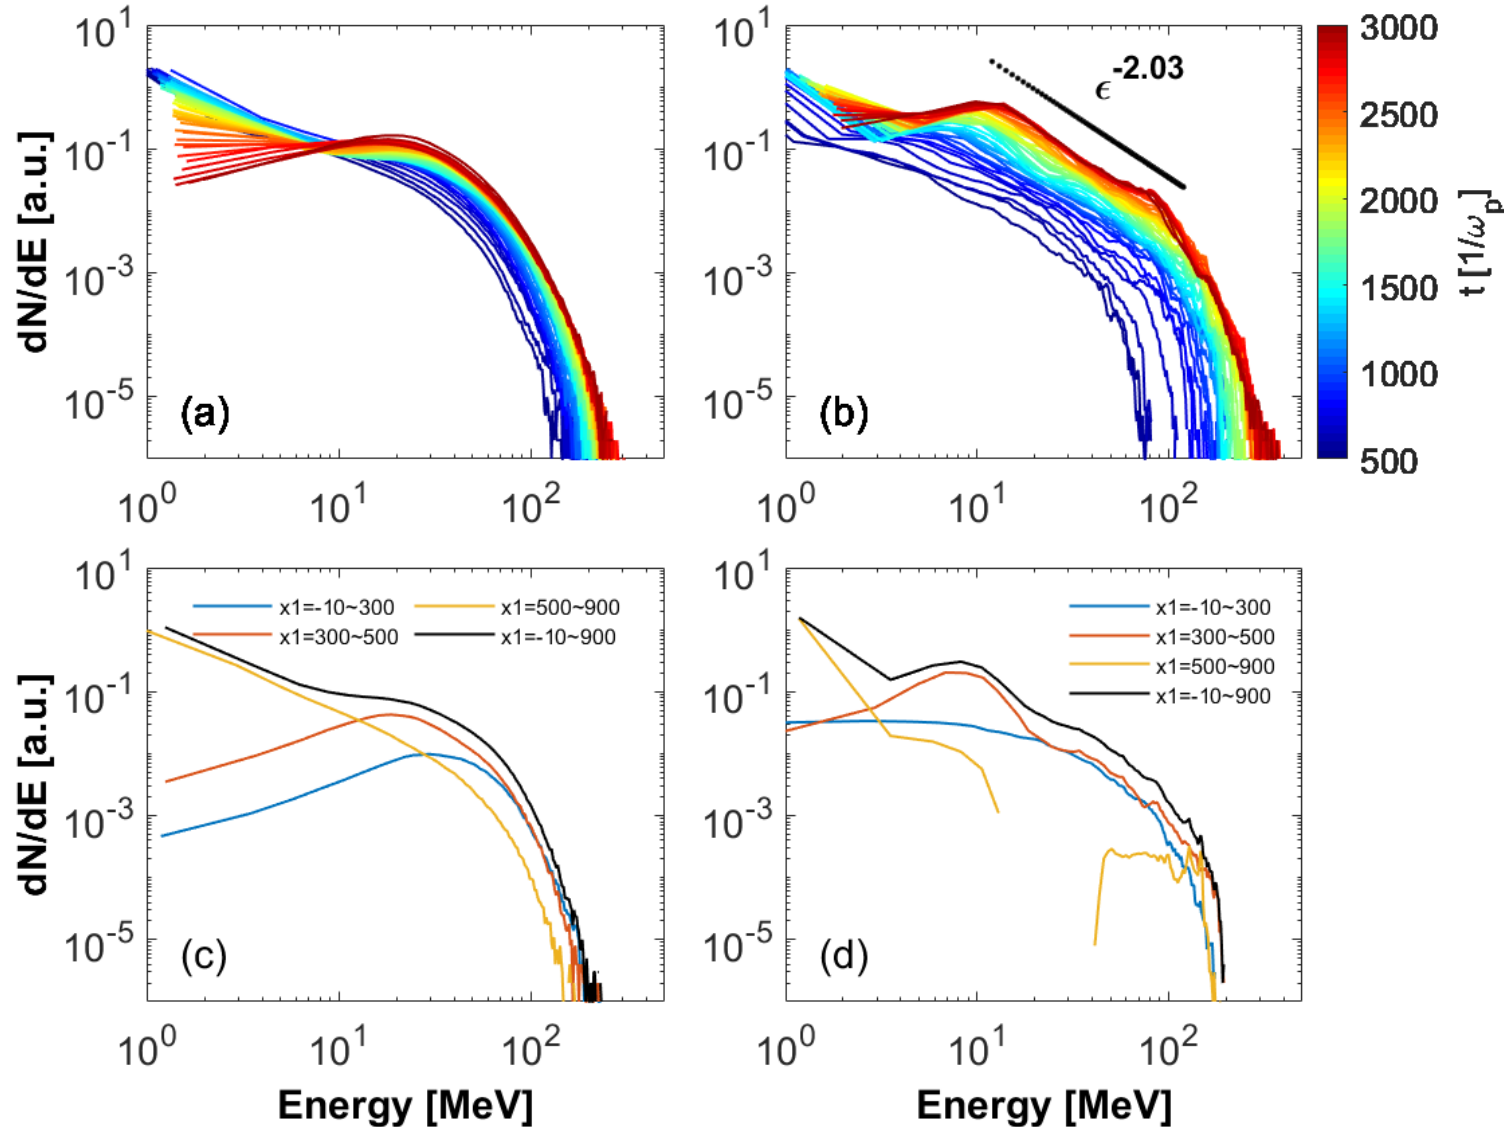 10^1
10^-1
10^-3
10^-5
dN/dE [a.u.]
(a)
10^0
10^1
10^2
10^1
10^-1
10^-3
10^-5
ϵ^-2.03
(b)
10^0
10^1
10^2
3000
2500
2000
1500
1000
500
t [1/ω_p]
10^1
10^-1
10^-3
10^-5
dN/dE [a.u.]
x1=-10~300
x1=500~900
x1=300~500
x1=-10~900
(c)
10^0
10^1
10^2
Energy [MeV]
10^1
10^-1
10^-3
10^-5
x1=-10~300
x1=300~500
x1=500~900
x1=-10~900
(d)
10^0
10^1
10^2
Energy [MeV]